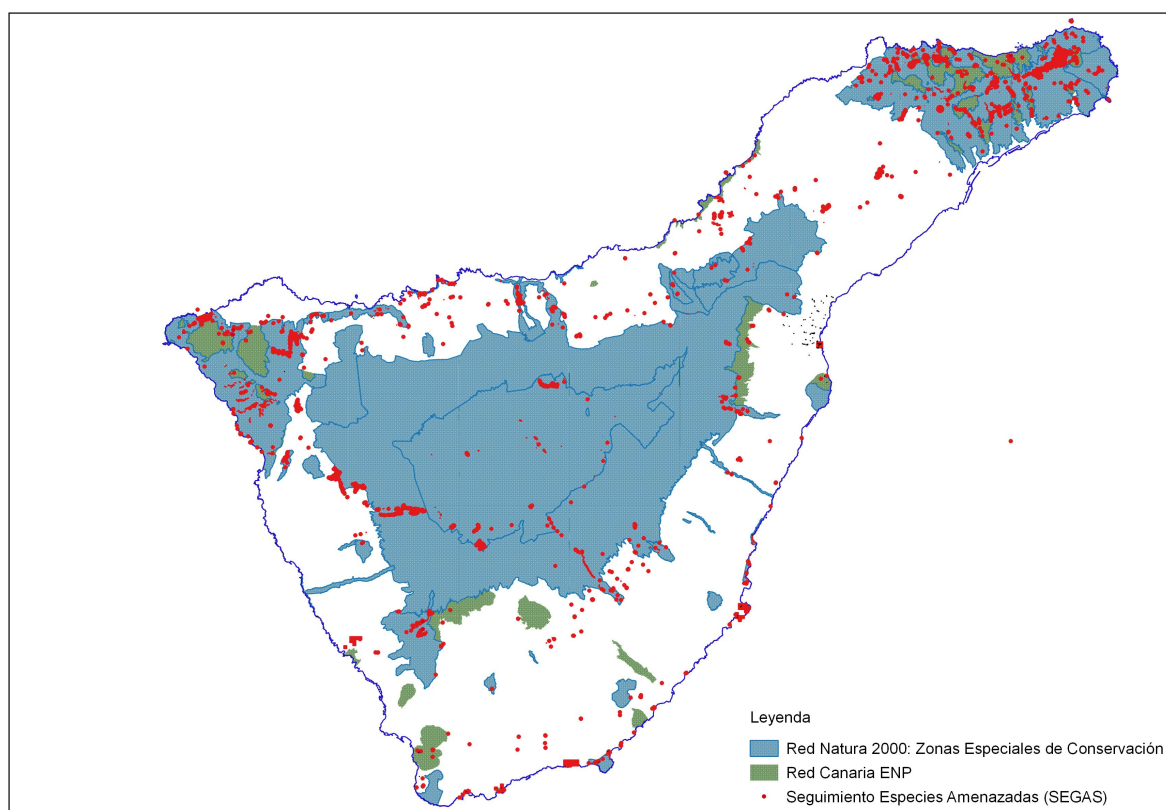 Leyenda
Red Natura 2000: Zonas Especiales de Conservación
Red Canaria ENP
Seguimiento Especies Amenazadas (SEGAS)